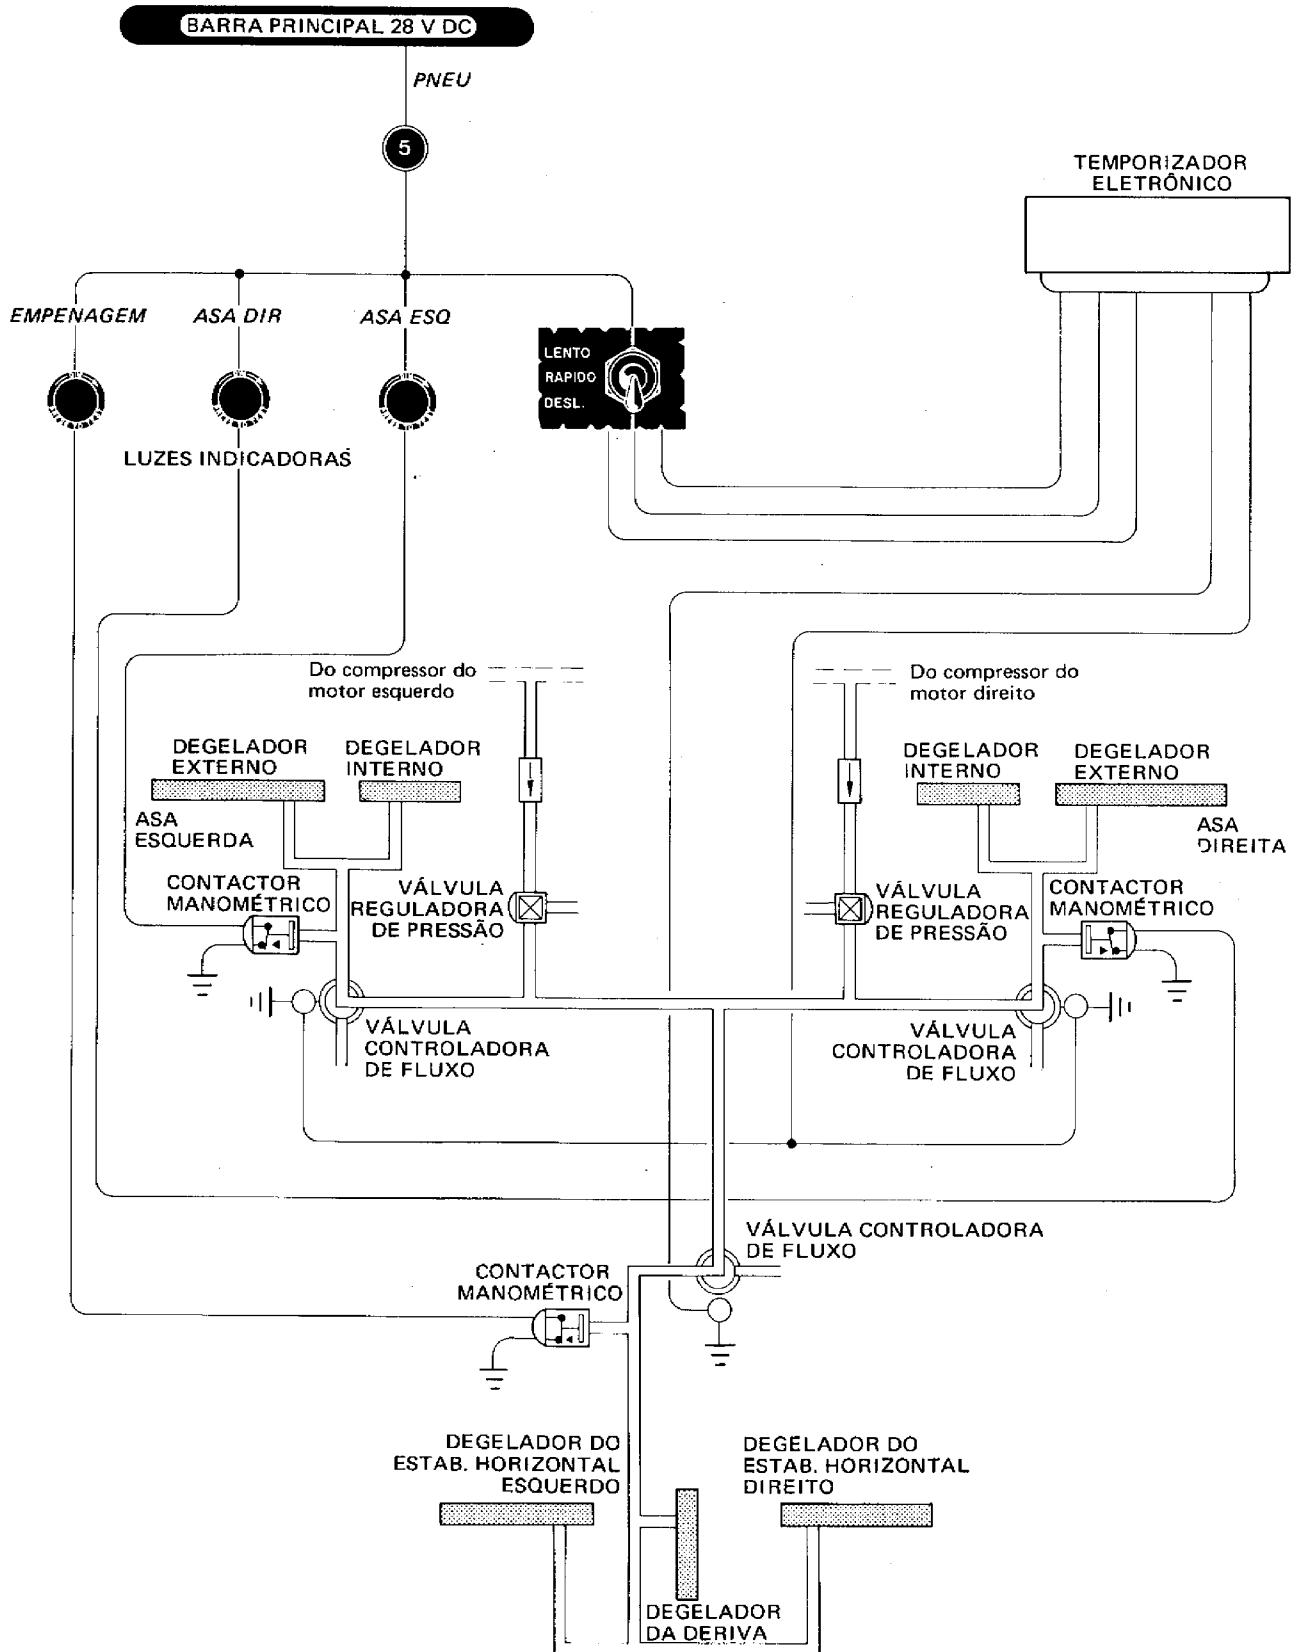 BARRA PRINCIPAL 28 V DC
PNEU
5
TEMPORIZADOR
ELETRÔNICO
EMPENAGEM
ASA DIR
ASA ESQ
LENTO
RAPIDO
DESL.
LUZES INDICADORAS
Do compressor do
motor esquerdo
Do compressor do
motor direito
DEGELADOR
EXTERNO
DEGELADOR
INTERNO
DEGELADOR
INTERNO
DEGELADOR
EXTERNO
ASA
ESQUERDA
ASA
DIREITA
CONTACTOR
MANOMÉTRICO
VÁLVULA
REGULADORA
DE PRESSÃO
VÁLVULA
REGULADORA
DE PRESSÃO
CONTACTOR
MANOMÉTRICO
VÁLVULA
CONTROLADORA
DE FLUXO
VÁLVULA
CONTROLADORA
DE FLUXO
VÁLVULA CONTROLADORA
DE FLUXO
CONTACTOR
MANOMÉTRICO
DEGELADOR DO
ESTAB. HORIZONTAL
ESQUERDO
DEGELADOR DO
ESTAB. HORIZONTAL
DIREITO
DEGELADOR
DA DERIVA